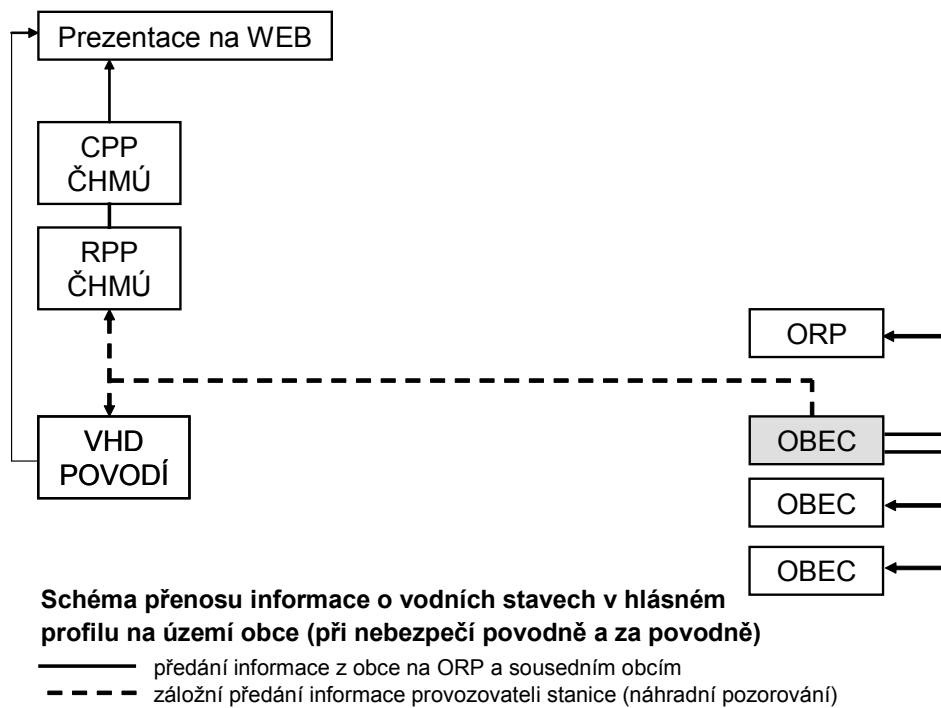 Prezentace na WEB
CPP
ČHMÚ
RPP
ČHMÚ
ORP
VHD
POVODÍ
OBEC
OBEC
OBEC
Schéma přenosu informace o vodních stavech v hlásném
profilu na území obce (při nebezpečí povodně a za povodně)
předání informace z obce na ORP a sousedním obcím
záložní předání informace provozovateli stanice (náhradní pozorování)